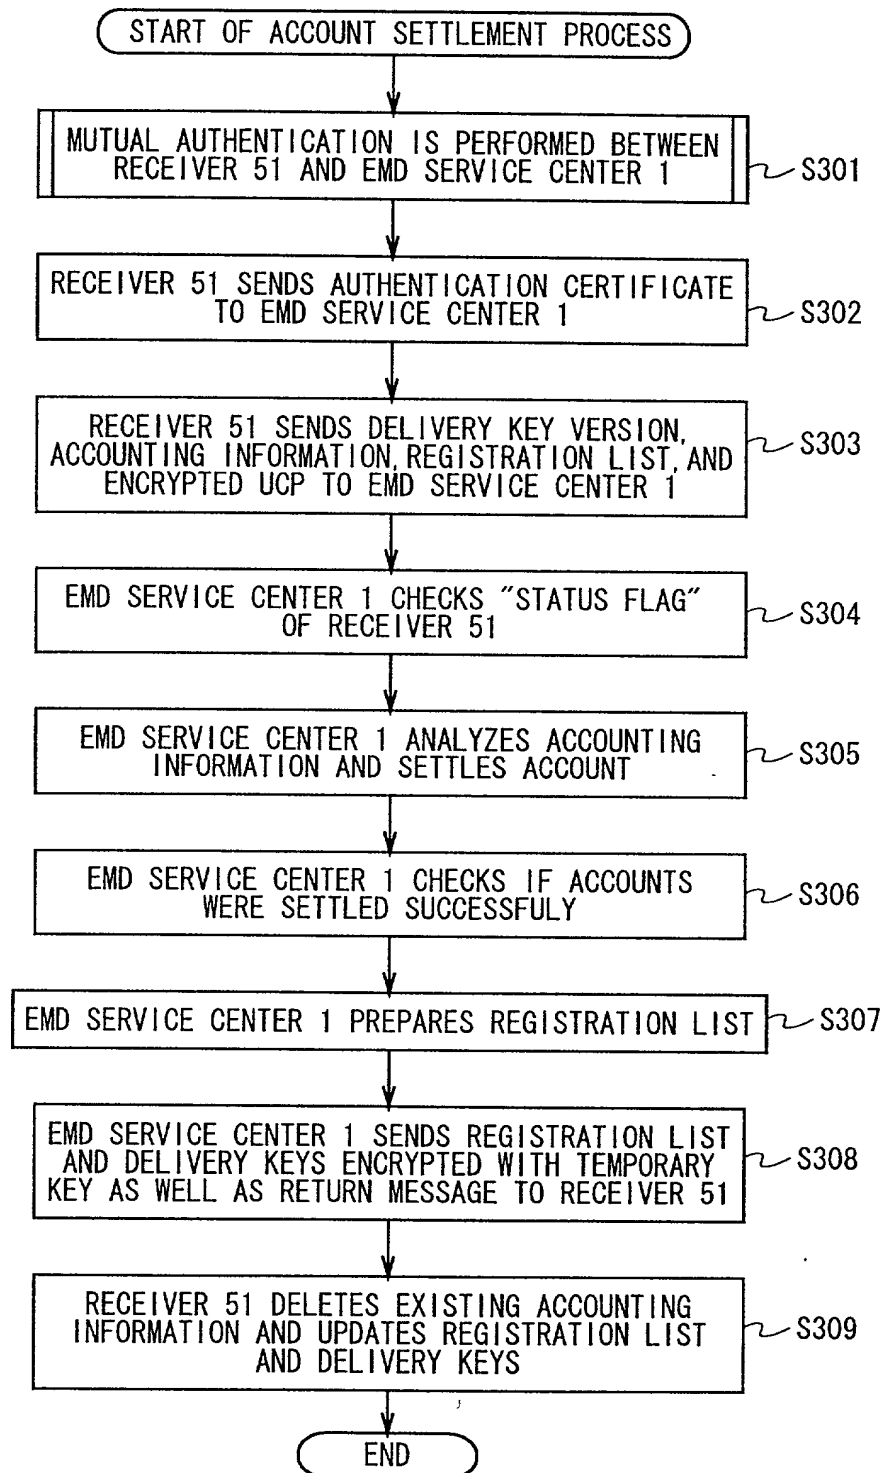 START OF ACCOUNT SETTLEMENT PROCESS
MUTUAL AUTHENTICATION IS PERFORMED BETWEEN
RECEIVER 51 AND EMD SERVICE CENTER 1
S301
RECEIVER 51 SENDS AUTHENTICATION CERTIFICATE
TO EMD SERVICE CENTER 1
S302
RECEIVER 51 SENDS DELIVERY KEY VERSION,
ACCOUNTING INFORMATION, REGISTRATION LIST, AND
ENCRYPTED UCP TO EMD SERVICE CENTER 1
S303
EMD SERVICE CENTER 1 CHECKS "STATUS FLAG"
OF RECEIVER 51
S304
EMD SERVICE CENTER 1 ANALYZES ACCOUNTING
INFORMATION AND SETTLES ACCOUNT
S305
EMD SERVICE CENTER 1 CHECKS IF ACCOUNTS
WERE SETTLED SUCCESSFULY
S306
EMD SERVICE CENTER 1 PREPARES REGISTRATION LIST
S307
EMD SERVICE CENTER 1 SENDS REGISTRATION LIST
AND DELIVERY KEYS ENCRYPTED WITH TEMPORARY
KEY AS WELL AS RETURN MESSAGE TO RECEIVER 51
S308
RECEIVER 51 DELETES EXISTING ACCOUNTING
INFORMATION AND UPDATES REGISTRATION LIST
AND DELIVERY KEYS
S309
END